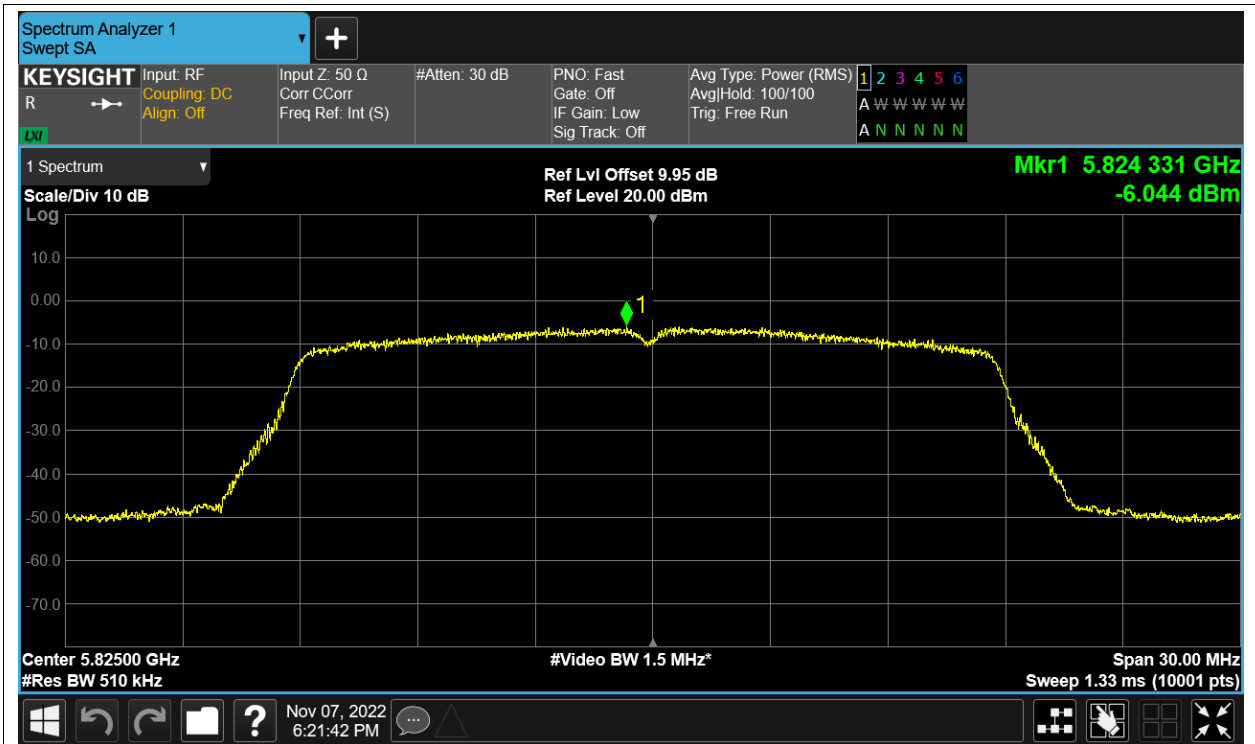 Spectrum Analyzer 1
Swept SA
+
KEYSIGHT
R
LXI
Input: RF
Coupling: DC
Align: Off
Input Z: 50 Ω
Corr CCorr
Freq Ref: Int (S)
#Atten: 30 dB
PNO: Fast
Gate: Off
IF Gain: Low
Sig Track: Off
Avg Type: Power (RMS)
Avg|Hold: 100/100
Trig: Free Run
1 2 3 4 5 6
A W W W W W
A N N N N N
1 Spectrum
Scale/Div 10 dB
Log
Ref Lvl Offset 9.95 dB
Ref Level 20.00 dBm
Mkr1 5.824 331 GHz
-6.044 dBm
10.0
0.00
1
-10.0
-20.0
-30.0
-40.0
-50.0
-60.0
-70.0
Center 5.82500 GHz
#Res BW 510 kHz
#Video BW 1.5 MHz*
Span 30.00 MHz
Sweep 1.33 ms (10001 pts)
?
Nov 07, 2022
6:21:42 PM